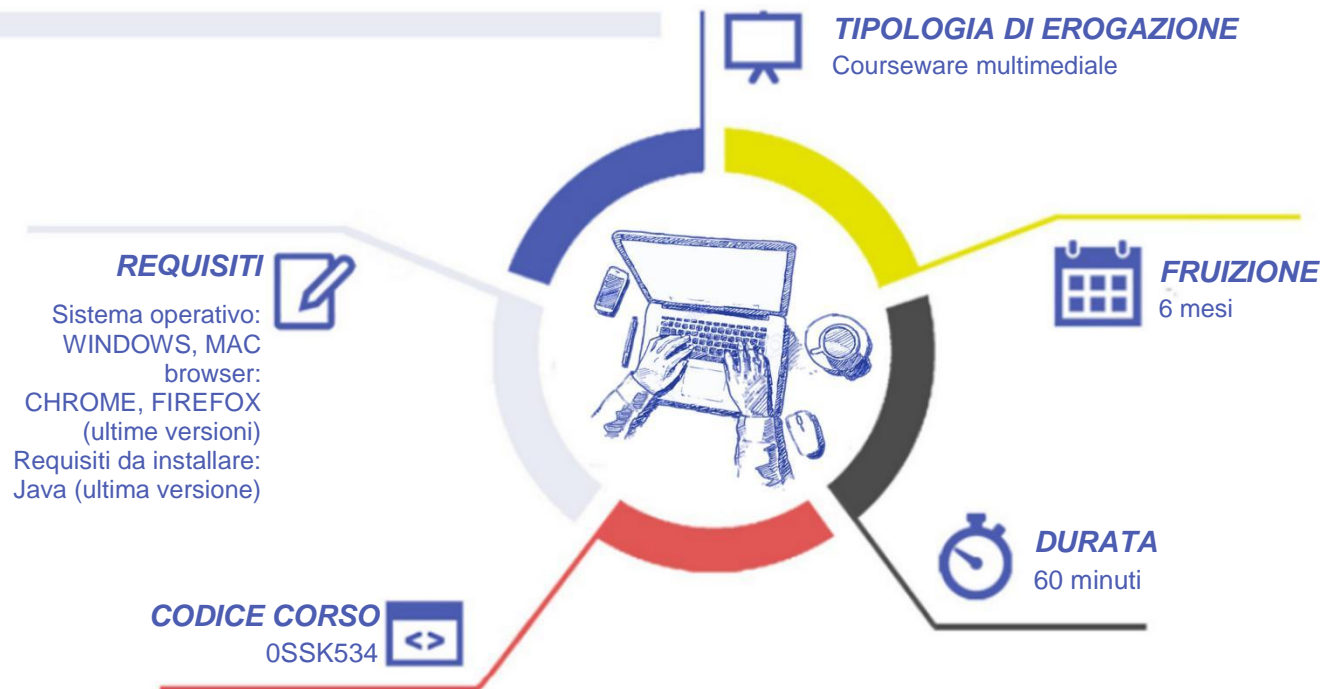 TIPOLOGIA DI EROGAZIONE
Courseware multimediale
REQUISITI
Sistema operativo:
WINDOWS, MAC
browser:
CHROME, FIREFOX
(ultime versioni)
Requisiti da installare:
Java (ultima versione)
FRUIZIONE
6 mesi
DURATA
60 minuti
CODICE CORSO
0SSK534